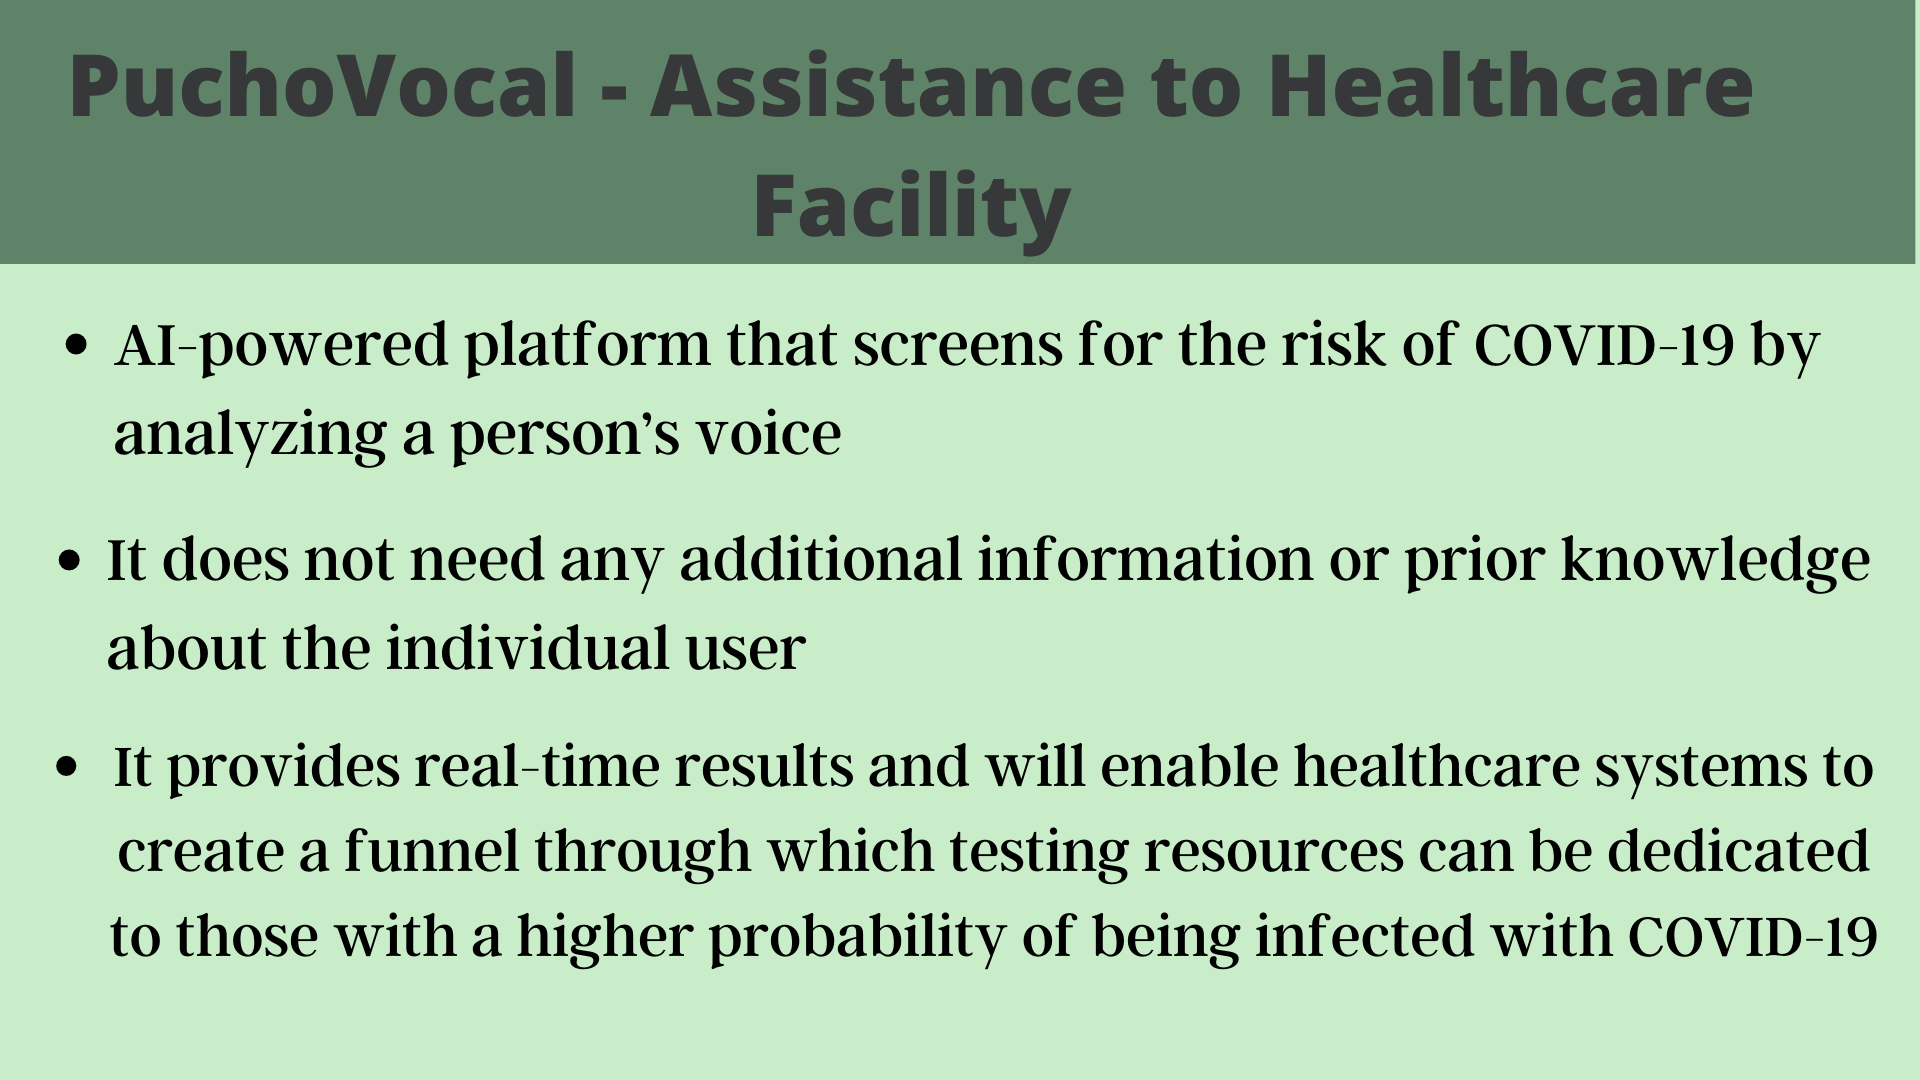 PuchoVocal - Assistance to Healthcare
Facility
• AI-powered platform that screens for the risk of COVID-19 by
analyzing a person’s voice
• It does not need any additional information or prior knowledge
about the individual user
• It provides real-time results and will enable healthcare systems to
create a funnel through which testing resources can be dedicated
to those with a higher probability of being infected with COVID-19